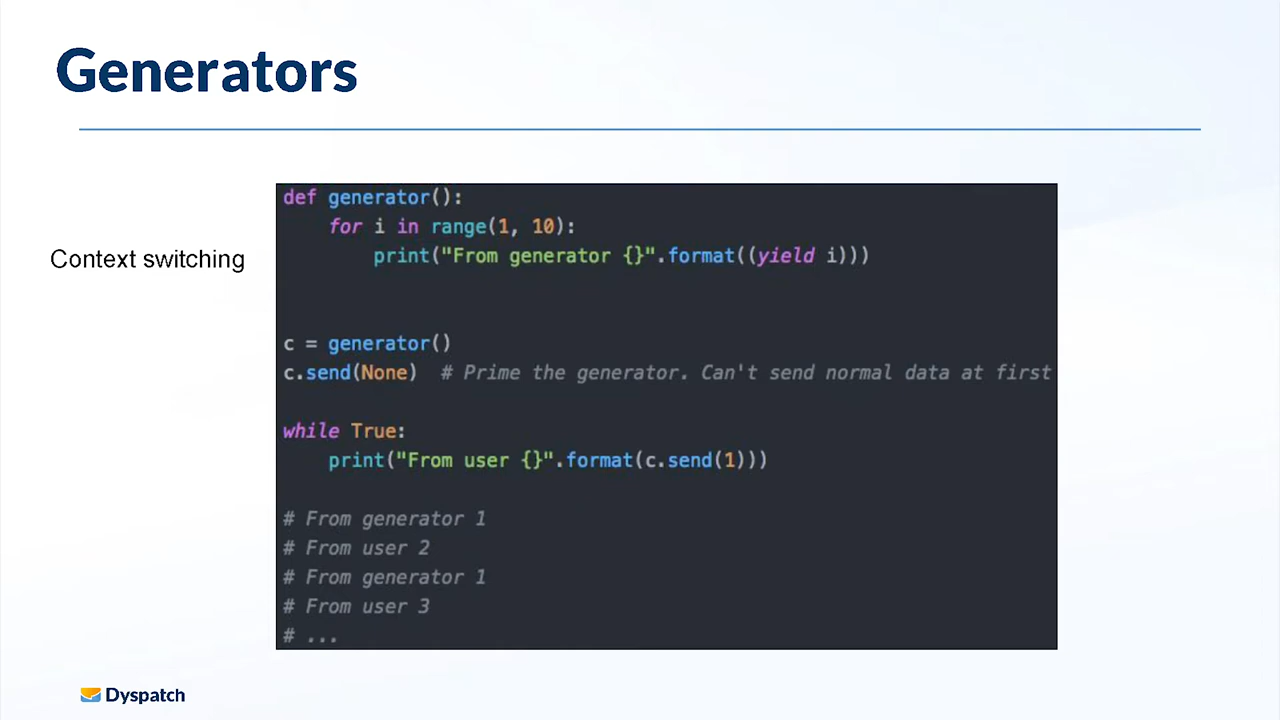 Generators
Context switching
def generator():
    for i in range(1, 10):
        print("From generator {}".format((yield i)))
c = generator()
c.send(None)  # Prime the generator. Can't send normal data at first
while True:
    print("From user {}".format(c.send(1)))
# From generator 1
# From user 2
# From generator 1
# From user 3
# ...
Dyspatch